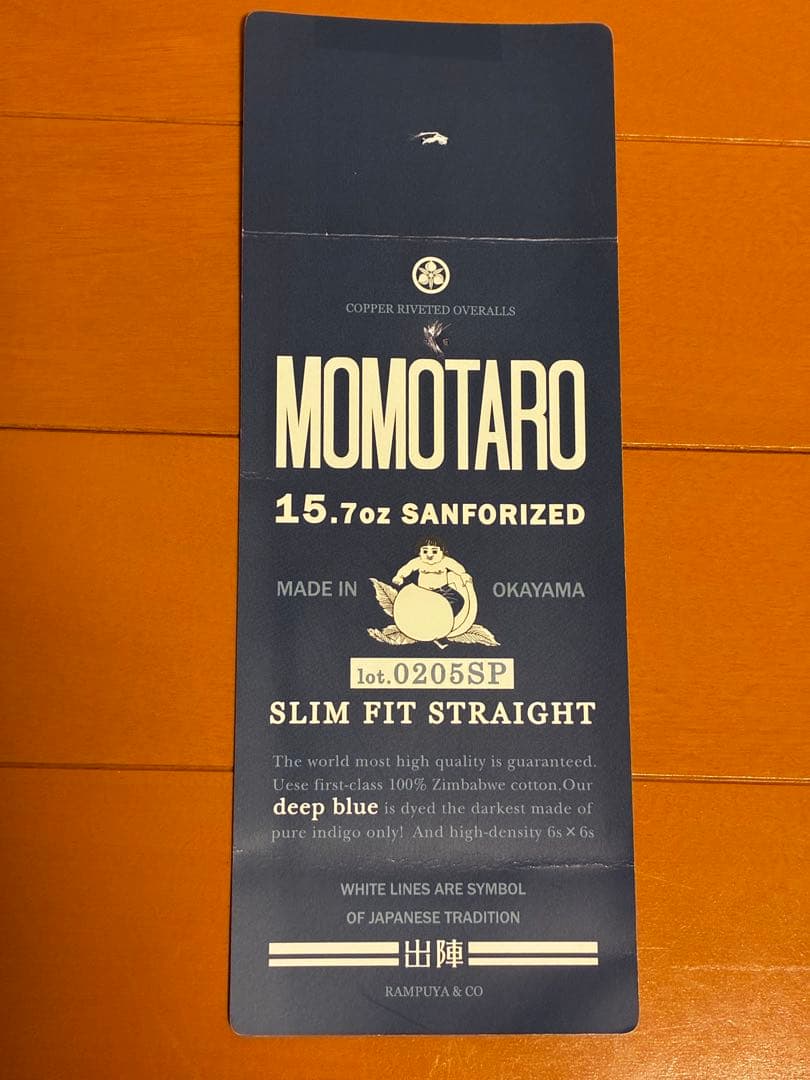 COPPER RIVETED OVERALLS
MOMOTARO
15.7oz SANFORIZED
MADE IN OKAYAMA
lot.0205SP
SLIM FIT STRAIGHT
The world most high quality is guaranteed.
Uese first-class 100% Zimbabwe cotton.Our
deep blue is dyed the darkest made of
pure indigo only! And high-density 6s×6s
WHITE LINES ARE SYMBOL
OF JAPANESE TRADITION
出陣
RAMPUYA & CO